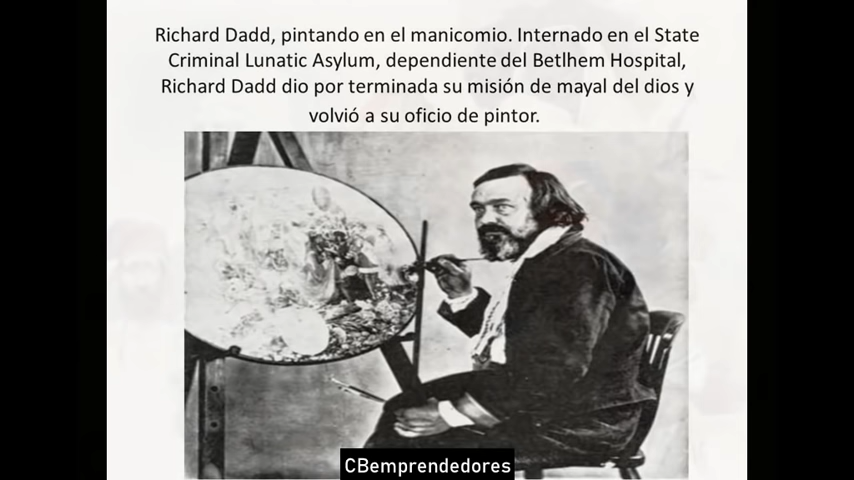 Richard Dadd, pintando en el manicomio. Internado en el State
Criminal Lunatic Asylum, dependiente del Betlhem Hospital,
Richard Dadd dio por terminada su misión de mayal del dios y
volvió a su oficio de pintor.
CBemprendedores